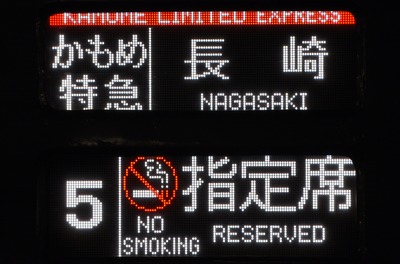 KAMOME LIMITED EXPRESS
かもめ 長崎
特急 NAGASAKI
5 指定席
NO RESERVED
SMOKING